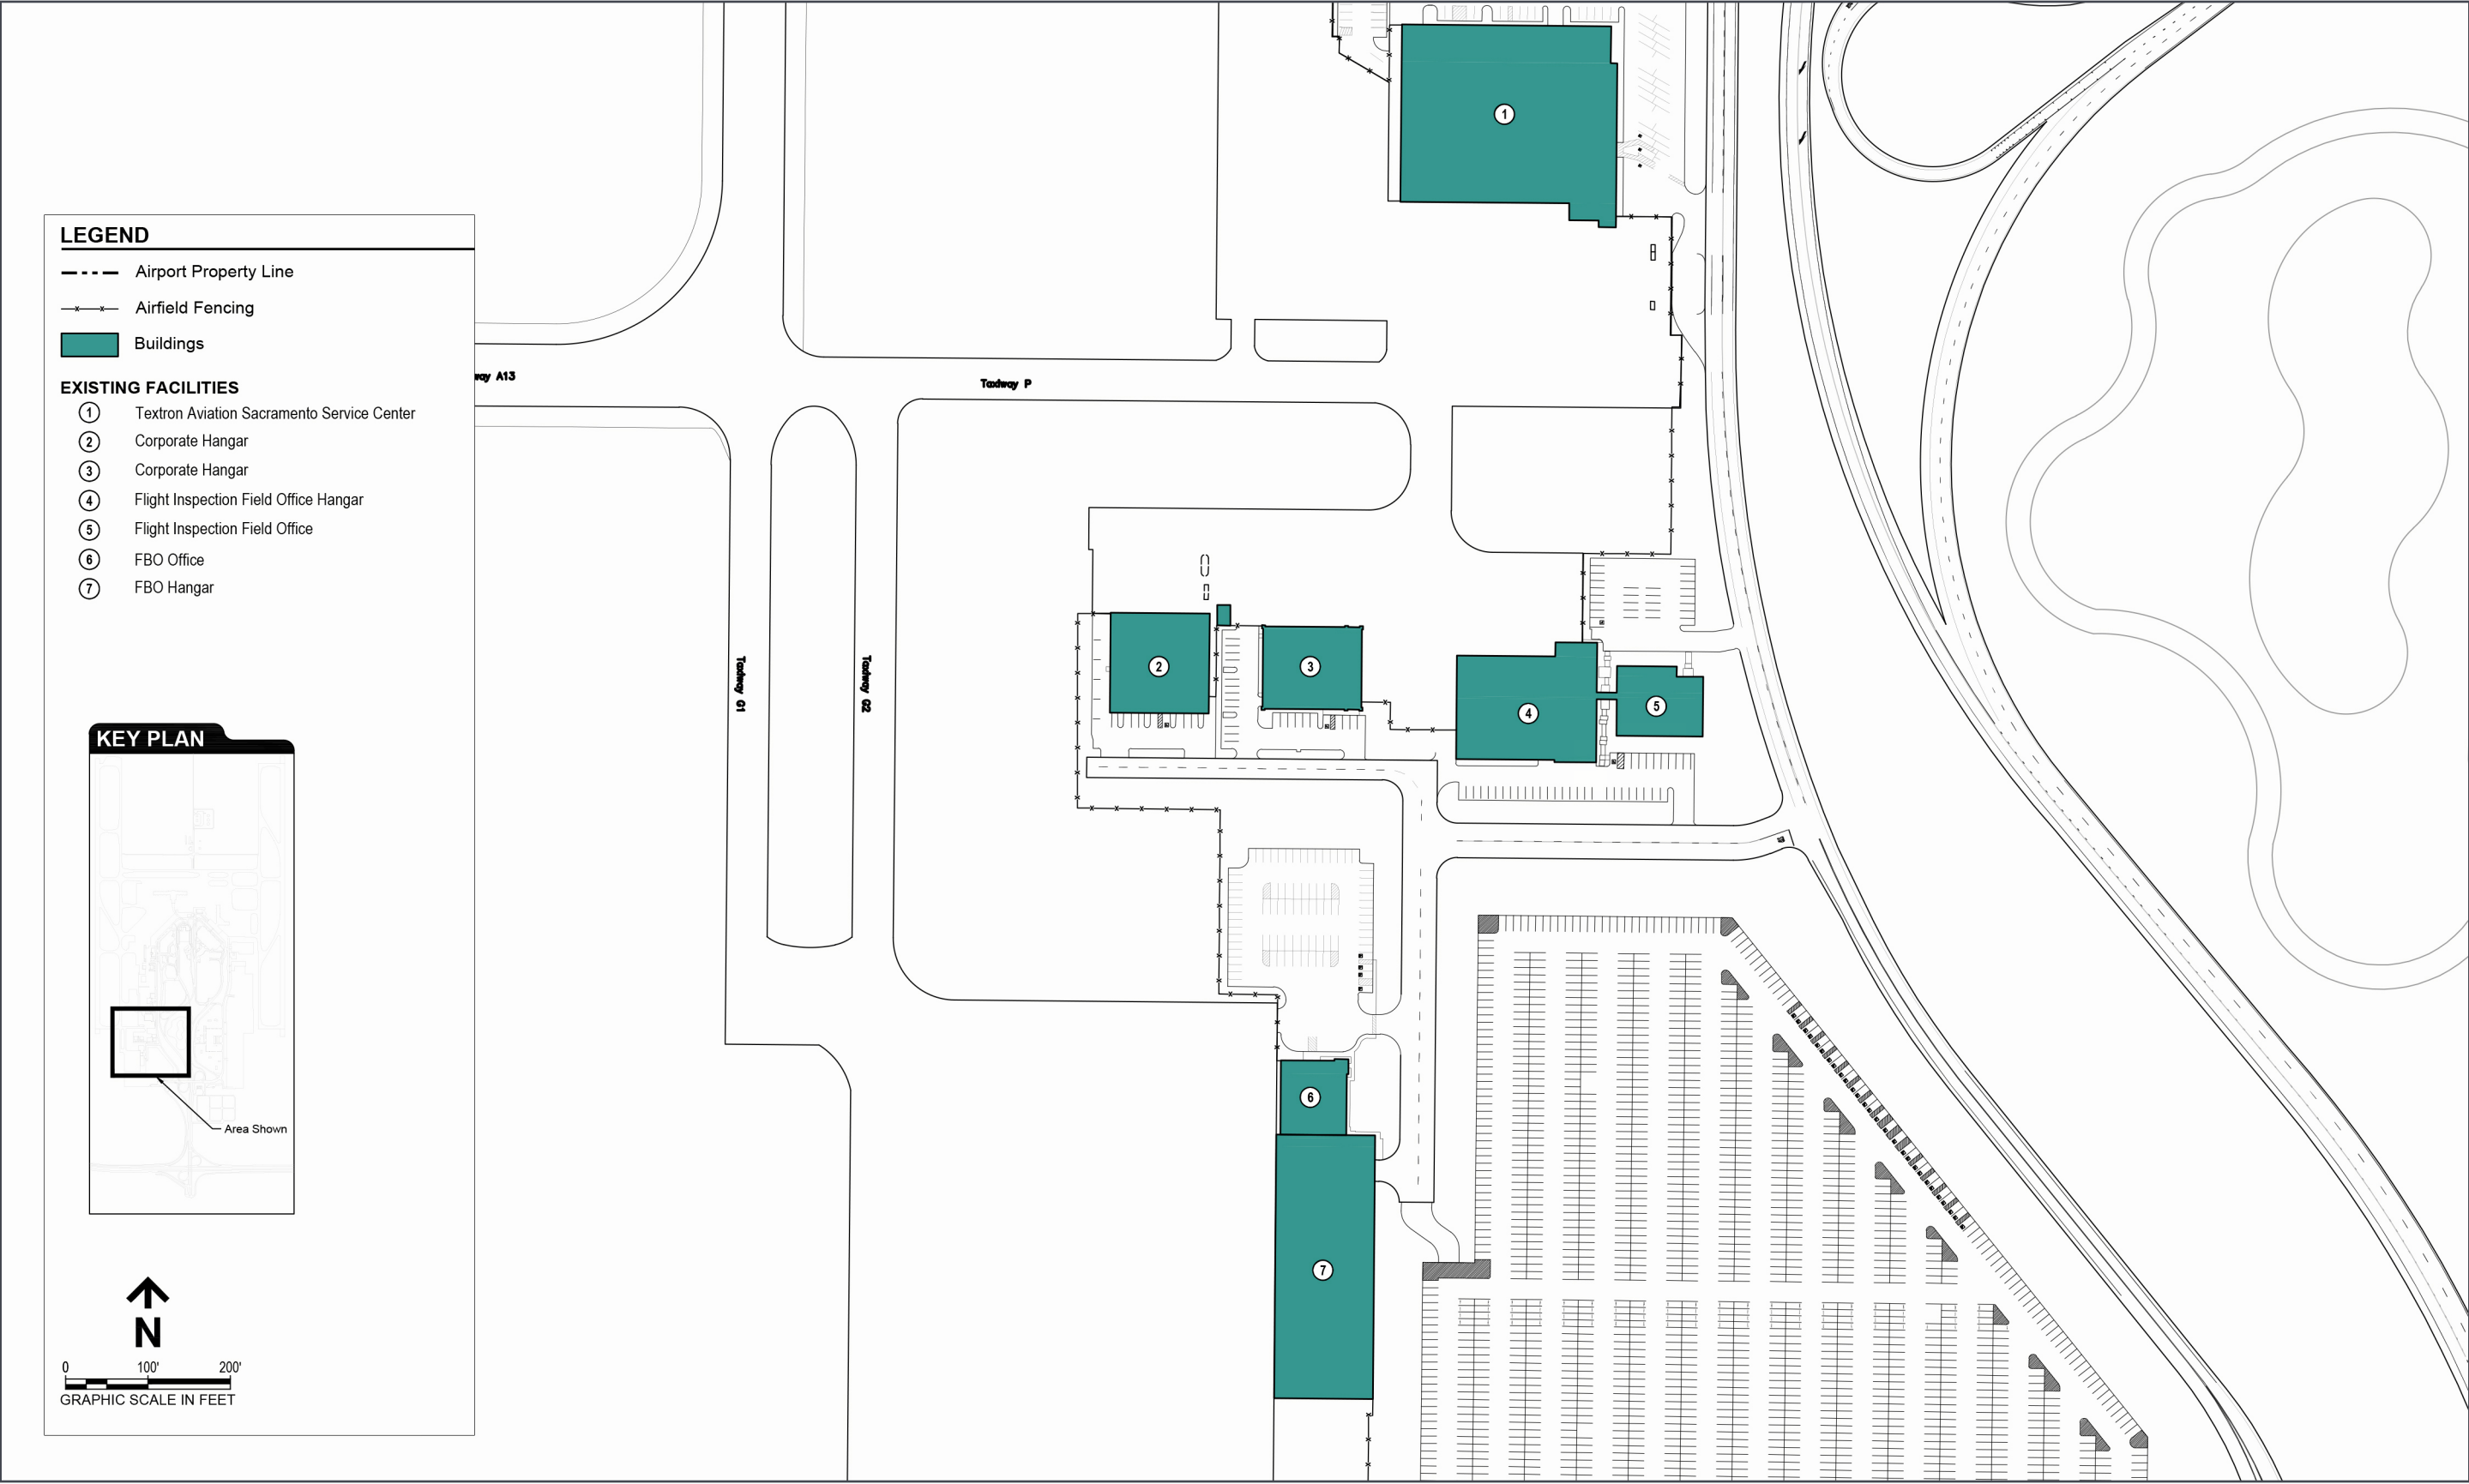 LEGEND
Airport Property Line
Airfield Fencing
Buildings
EXISTING FACILITIES
1 Textron Aviation Sacramento Service Center
2 Corporate Hangar
3 Corporate Hangar
4 Flight Inspection Field Office Hangar
5 Flight Inspection Field Office
6 FBO Office
7 FBO Hangar
KEY PLAN
Area Shown
N
0 100' 200'
GRAPHIC SCALE IN FEET
way A13
Taxiway P
Taxiway G1
Taxiway G2
1
2
3
4
5
6
7